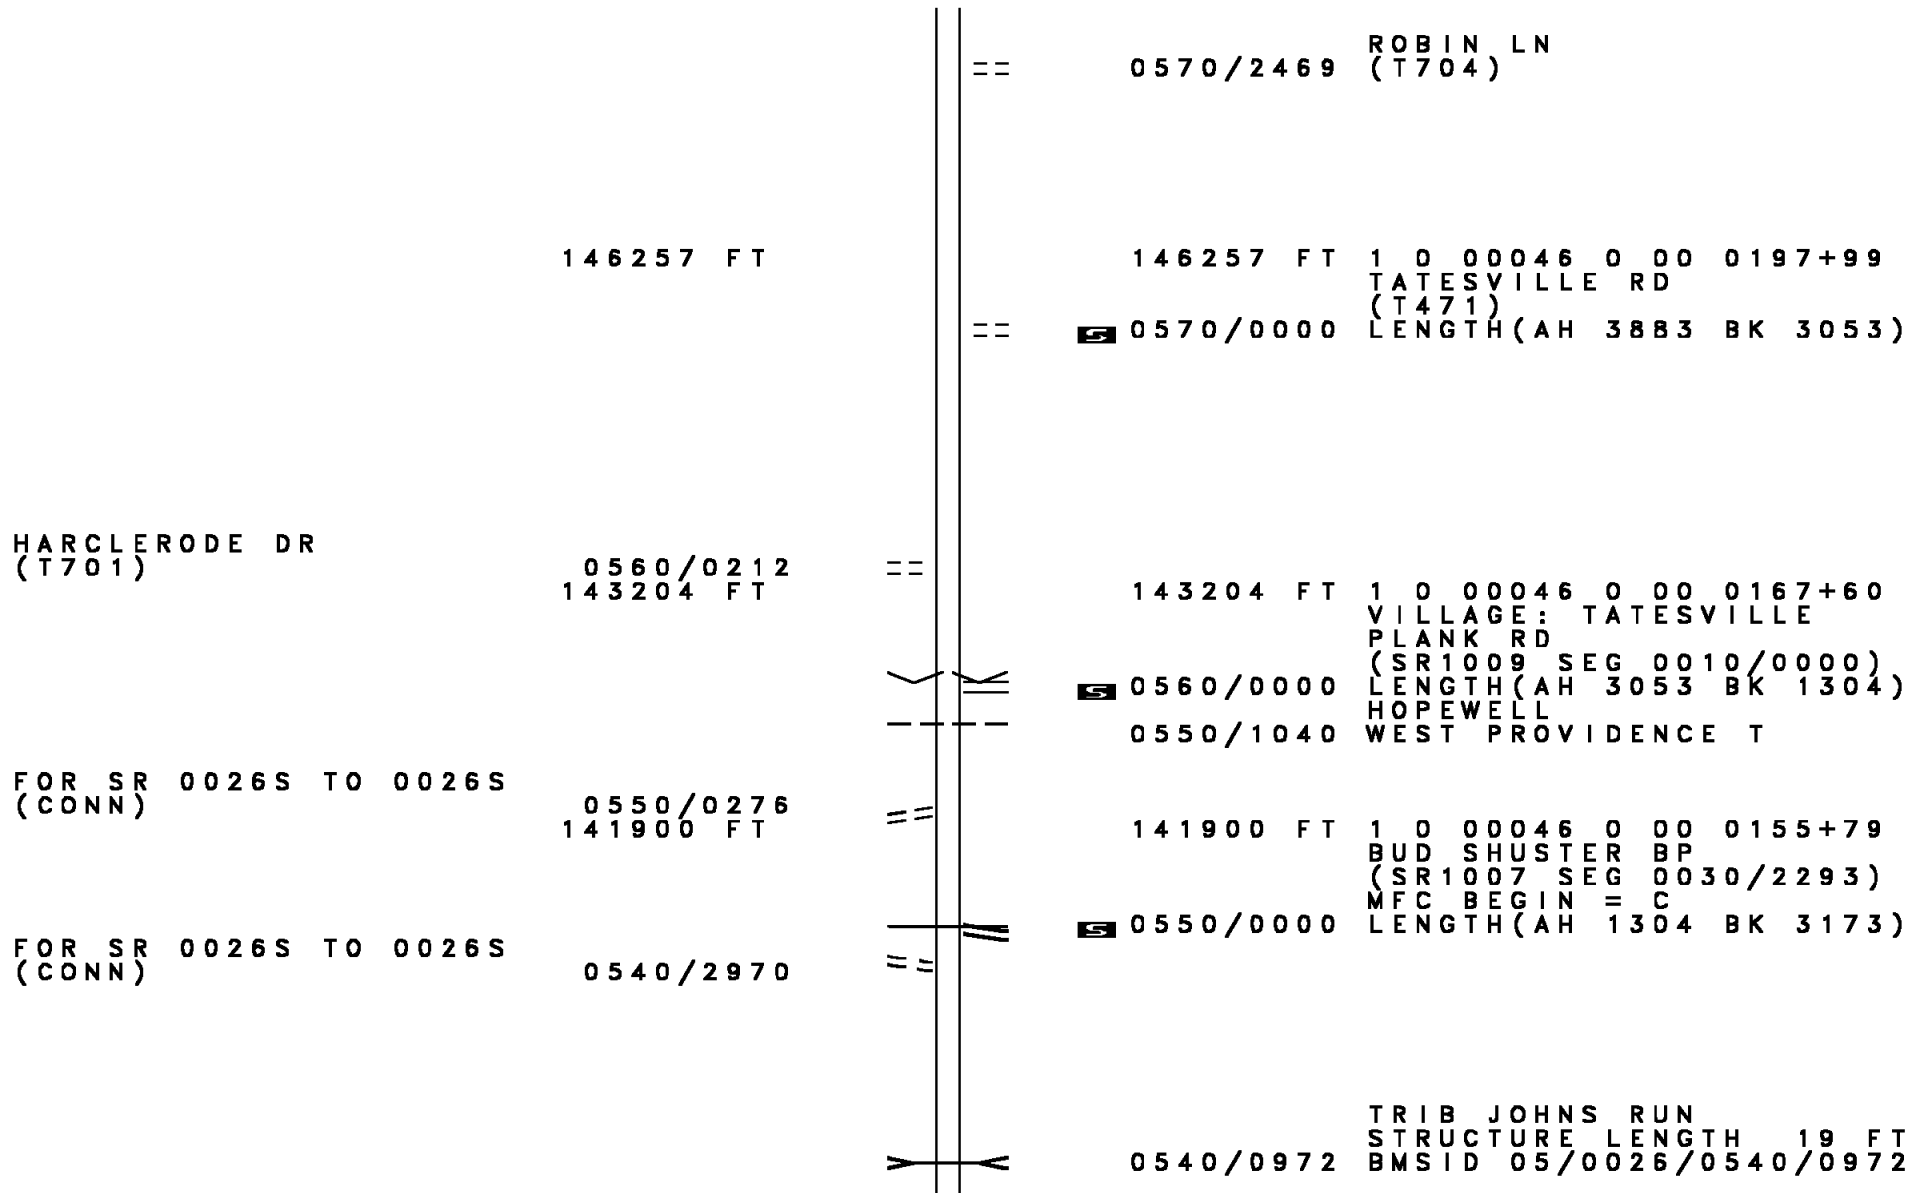 ROBIN LN
0570/2469 (T704)
146257 FT 146257 FT 1 0 00046 0 00 0197+99
TATESVILLE RD
(T471)
S 0570/0000 LENGTH(AH 3883 BK 3053)
HARCLERODE DR
(T701) 0560/0212
143204 FT 143204 FT 1 0 00046 0 00 0167+60
VILLAGE: TATESVILLE
PLANK RD
(SR1009 SEG 0010/0000)
S 0560/0000 LENGTH(AH 3053 BK 1304)
HOPEWELL
0550/1040 WEST PROVIDENCE T
FOR SR 0026S TO 0026S
(CONN) 0550/0276
141900 FT 141900 FT 1 0 00046 0 00 0155+79
BUD SHUSTER BP
(SR1007 SEG 0030/2293)
MFC BEGIN = C
S 0550/0000 LENGTH(AH 1304 BK 3173)
FOR SR 0026S TO 0026S
(CONN) 0540/2970
TRIB JOHNS RUN
STRUCTURE LENGTH 19 FT
0540/0972 BMSID 05/0026/0540/0972